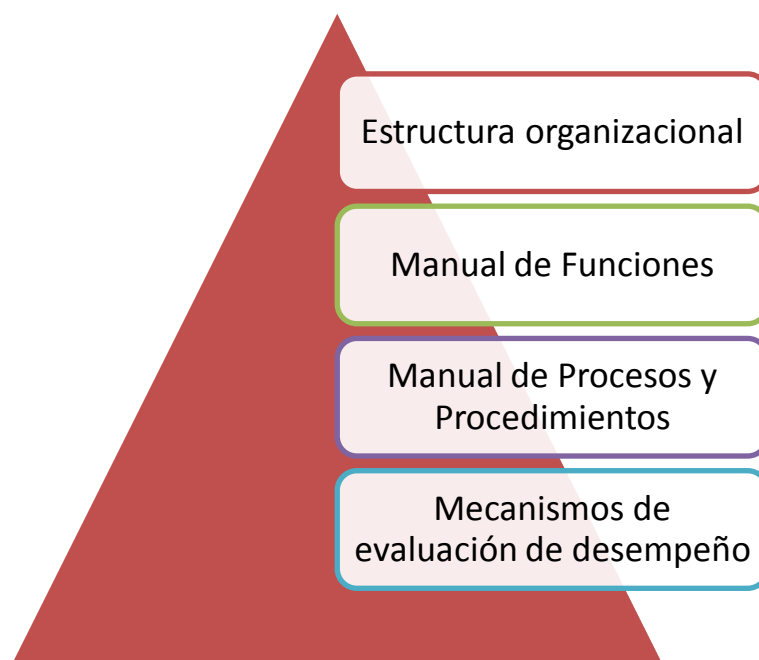 Estructura organizacional
Manual de Funciones
Manual de Procesos y
Procedimientos
Mecanismos de
evaluación de desempeño